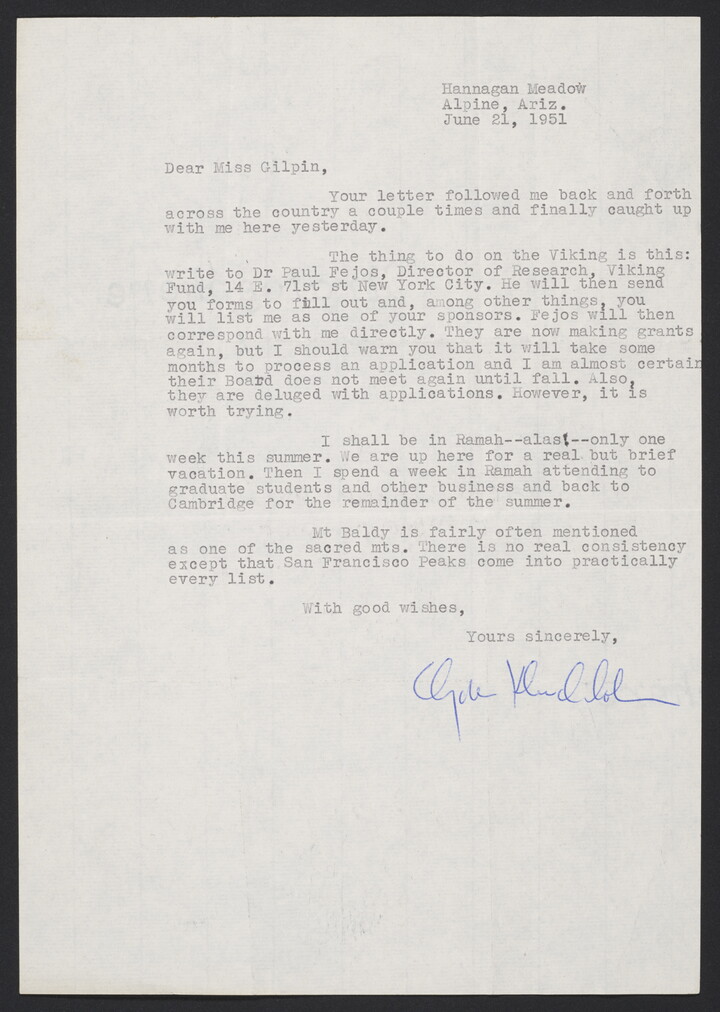 Hannagan Meadow
Alpine, Ariz.
June 21, 1951
Dear Miss Gilpin,
Your letter followed me back and forth
across the country a couple times and finally caught up
with me here yesterday.
The thing to do on the Viking is this:
write to Dr Paul Fejos, Director of Research, Viking
Fund, 14 E. 71st st New York City. He will then send
you forms to fill out and, among other things, you
will list me as one of your sponsors. Fejos will then
correspond with me directly. They are now making grants
again, but I should warn you that it will take some
months to process an application and I am almost certain
their Board does not meet again until fall. Also,
they are deluged with applications. However, it is
worth trying.
I shall be in Ramah--alas!--only one
week this summer. We are up here for a real but brief
vacation. Then I spend a week in Ramah attending to
graduate students and other business and back to
Cambridge for the remainder of the summer.
Mt Baldy is fairly often mentioned
as one of the sacred mts. There is no real consistency
except that San Francisco Peaks come into practically
every list.
With good wishes,
Yours sincerely,
Clyde Kluckhohn